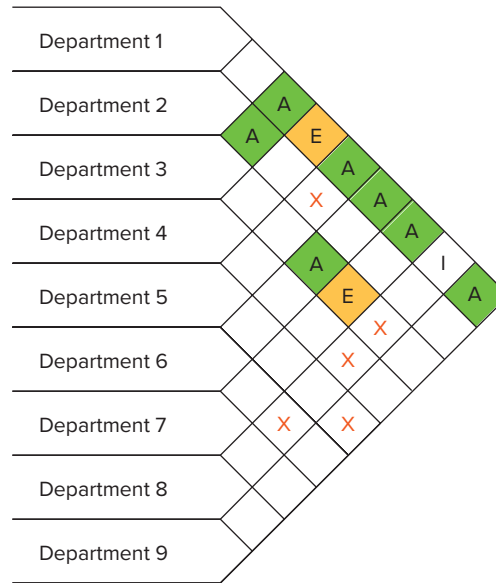 Department 1
Department 2
A
A
E
Department 3
A
X
A
Department 4
A
A
I
Department 5
E
A
X
Department 6
X
Department 7
X
X
Department 8
Department 9